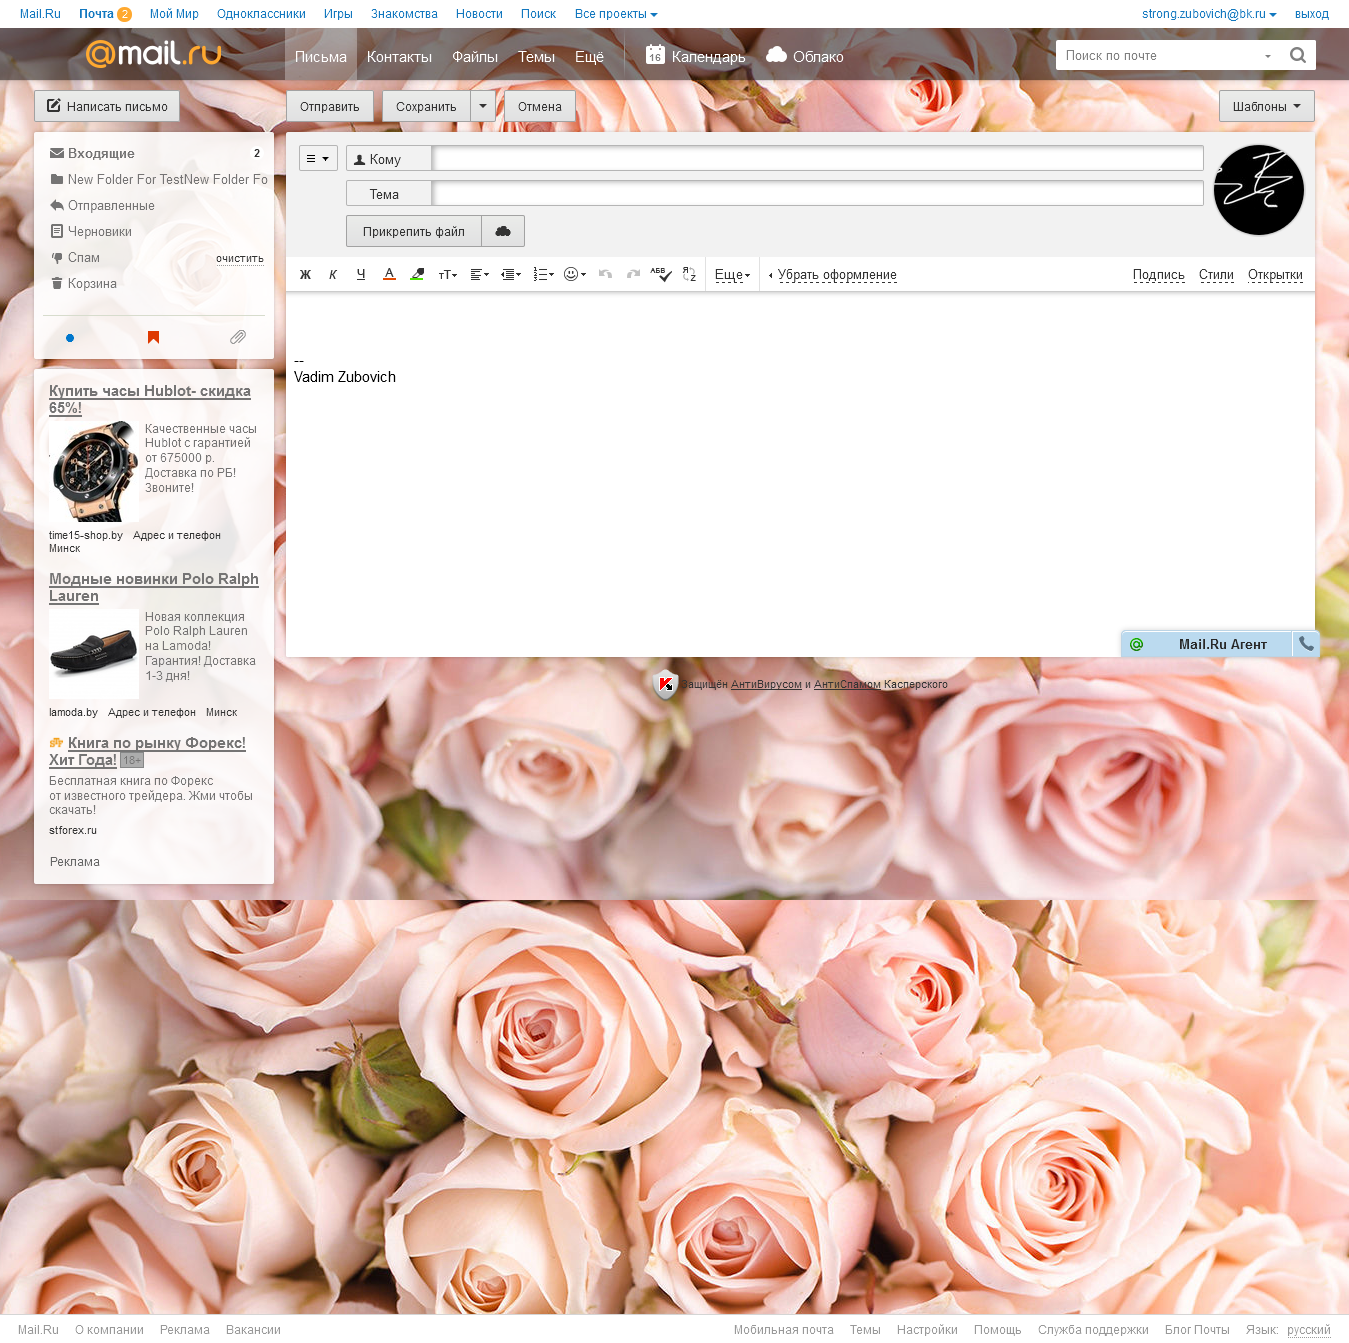 Mail.Ru Почта 2 Мой Мир Одноклассники Игры Знакомства Новости Поиск Все проекты strong.zubovich@bk.ru выход
@mail.ru Письма Контакты Файлы Темы Ещё 16 Календарь Облако Поиск по почте
Написать письмо Отправить Сохранить Отмена Шаблоны
Входящие 2
New Folder For TestNew Folder Fo
Отправленные
Черновики
Спам очистить
Корзина
Кому
Тема
Прикрепить файл
Ж К Ч А тТ АБВ Еще Убрать оформление Подпись Стили Открытки
--
Vadim Zubovich
Купить часы Hublot- скидка
65%!
Качественные часы
Hublot с гарантией
от 675000 р.
Доставка по РБ!
Звоните!
time15-shop.by Адрес и телефон
Минск
Модные новинки Polo Ralph
Lauren
Новая коллекция
Polo Ralph Lauren
на Lamoda!
Гарантия! Доставка
1-3 дня!
lamoda.by Адрес и телефон Минск
Книга по рынку Форекс!
Хит Года! 18+
Бесплатная книга по Форекс
от известного трейдера. Жми чтобы
скачать!
stforex.ru
Реклама
Mail.Ru Агент
Защищён АнтиВирусом и АнтиСпамом Касперского
Mail.Ru О компании Реклама Вакансии Мобильная почта Темы Настройки Помощь Служба поддержки Блог Почты Язык: русский